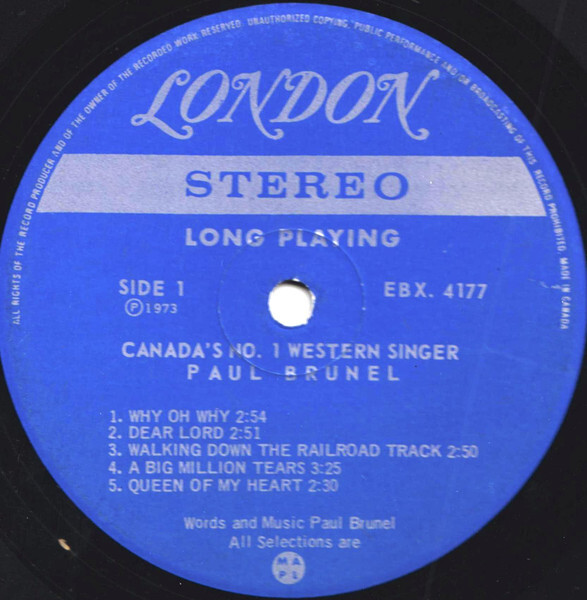 ALL RIGHTS OF THE RECORD PRODUCER AND OF THE OWNER OF THE RECORDED WORK RESERVED. UNAUTHORIZED COPYING, PUBLIC PERFORMANCE AND OR BROADCASTING OF THIS RECORD PROHIBITED. MADE IN CANADA
LONDON
STEREO
LONG PLAYING
SIDE 1
EBX. 4177
Ⓟ1973
CANADA'S NO. 1 WESTERN SINGER
PAUL BRUNEL
1. WHY OH WHY 2:54
2. DEAR LORD 2:51
3. WALKING DOWN THE RAILROAD TRACK 2:50
4. A BIG MILLION TEARS 3:25
5. QUEEN OF MY HEART 2:30
Words and Music Paul Brunel
All Selections are
MAPL